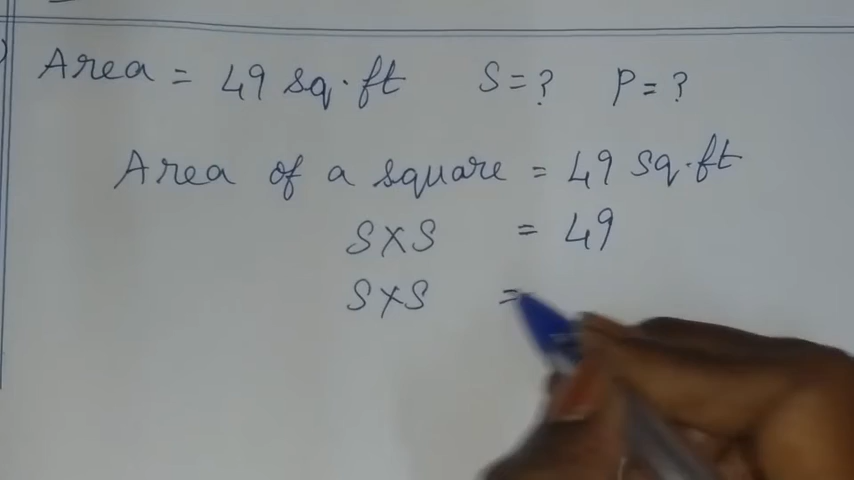 Area = 49 sq.ft S = ? P = ?
Area of a square = 49 sq.ft
S×S = 49
S×S =